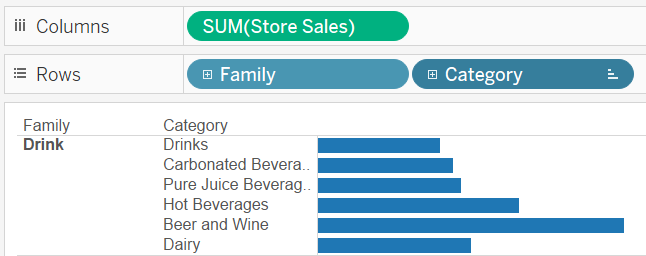 Columns SUM(Store Sales)
Rows Family Category
Family Category
Drink Drinks
Carbonated Bevera..
Pure Juice Beverag..
Hot Beverages
Beer and Wine
Dairy